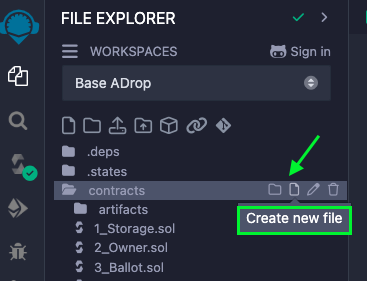 FILE EXPLORER
WORKSPACES
Sign in
Base ADrop
.deps
.states
contracts
artifacts
Create new file
1_Storage.sol
2_Owner.sol
3_Ballot.sol